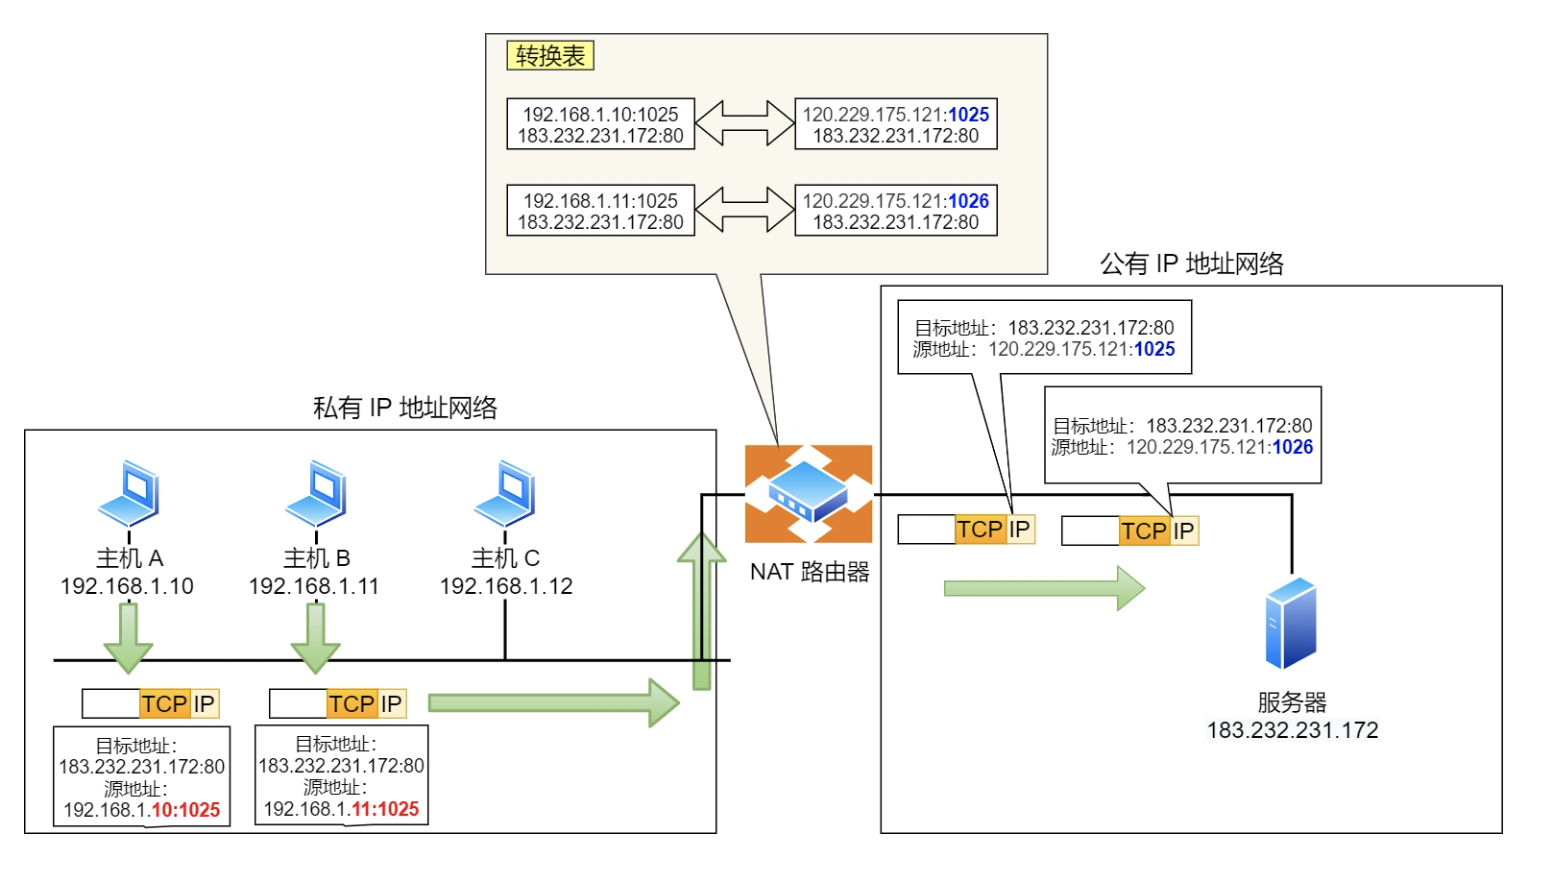 转换表
192.168.1.10:1025
183.232.231.172:80
120.229.175.121:1025
183.232.231.172:80
192.168.1.11:1025
183.232.231.172:80
120.229.175.121:1026
183.232.231.172:80
公有 IP 地址网络
目标地址：183.232.231.172:80
源地址：120.229.175.121:1025
目标地址：183.232.231.172:80
源地址：120.229.175.121:1026
TCP IP
TCP IP
服务器
183.232.231.172
NAT 路由器
私有 IP 地址网络
主机 A
192.168.1.10
主机 B
192.168.1.11
主机 C
192.168.1.12
TCP IP
目标地址：
183.232.231.172:80
源地址：
192.168.1.10:1025
TCP IP
目标地址：
183.232.231.172:80
源地址：
192.168.1.11:1025